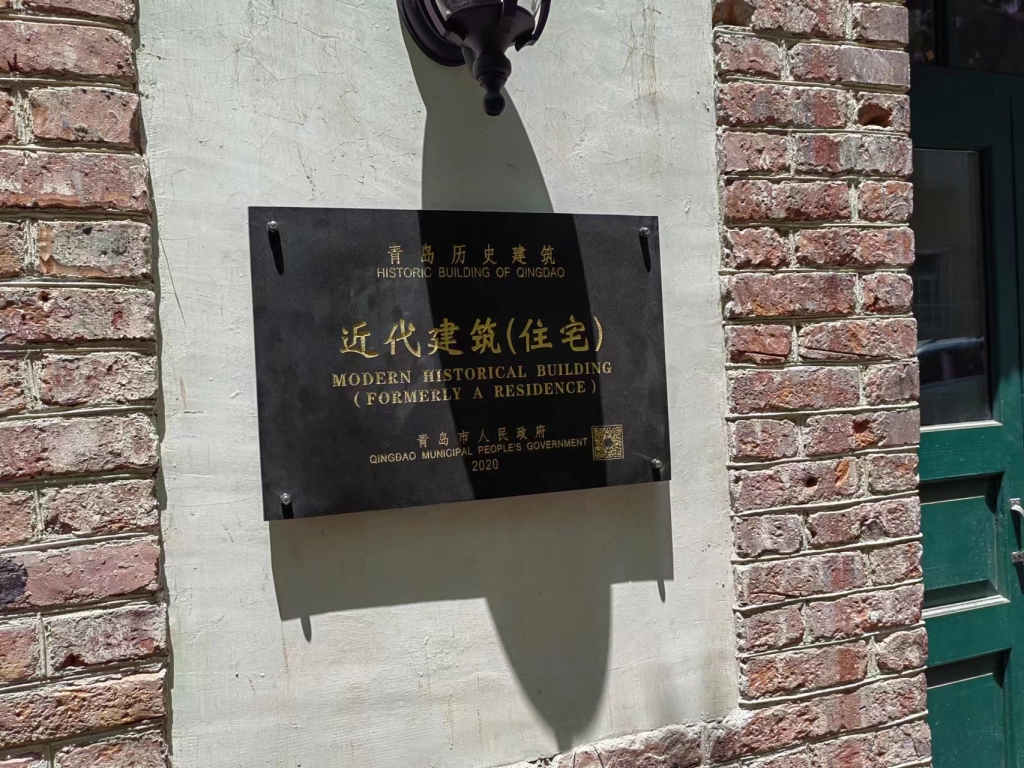 青岛历史建筑
HISTORIC BUILDING OF QINGDAO
近代建筑(住宅)
MODERN HISTORICAL BUILDING
(FORMERLY A RESIDENCE)
青岛市人民政府
QINGDAO MUNICIPAL PEOPLE'S GOVERNMENT
2020